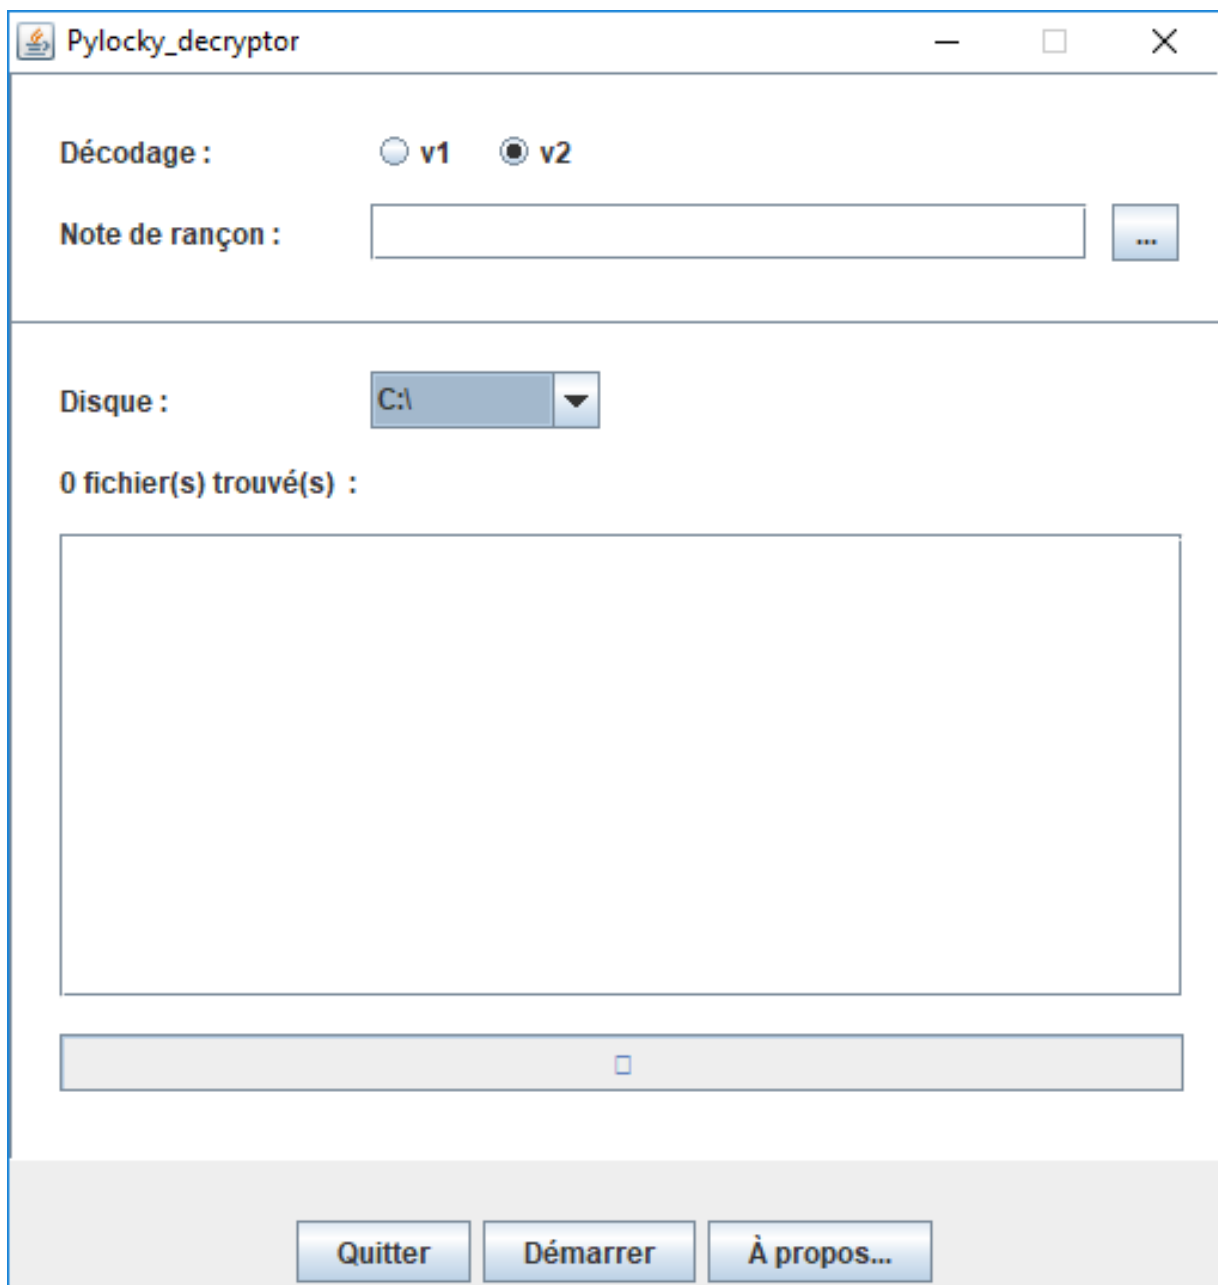 Pylocky_decryptor
Décodage : v1 v2
Note de rançon : ...
Disque : C:\
0 fichier(s) trouvé(s) :
Quitter Démarrer À propos...